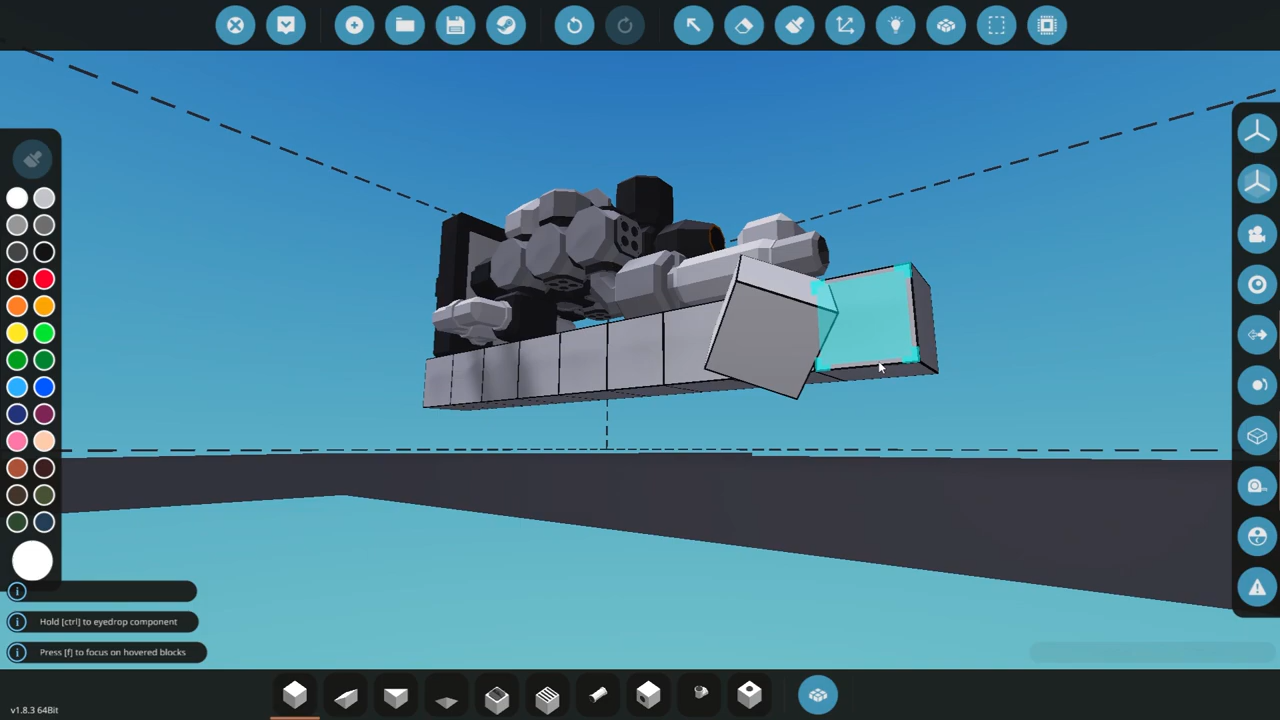 Hold [ctrl] to eyedrop component
Press [f] to focus on hovered blocks
v1.8.3 64Bit